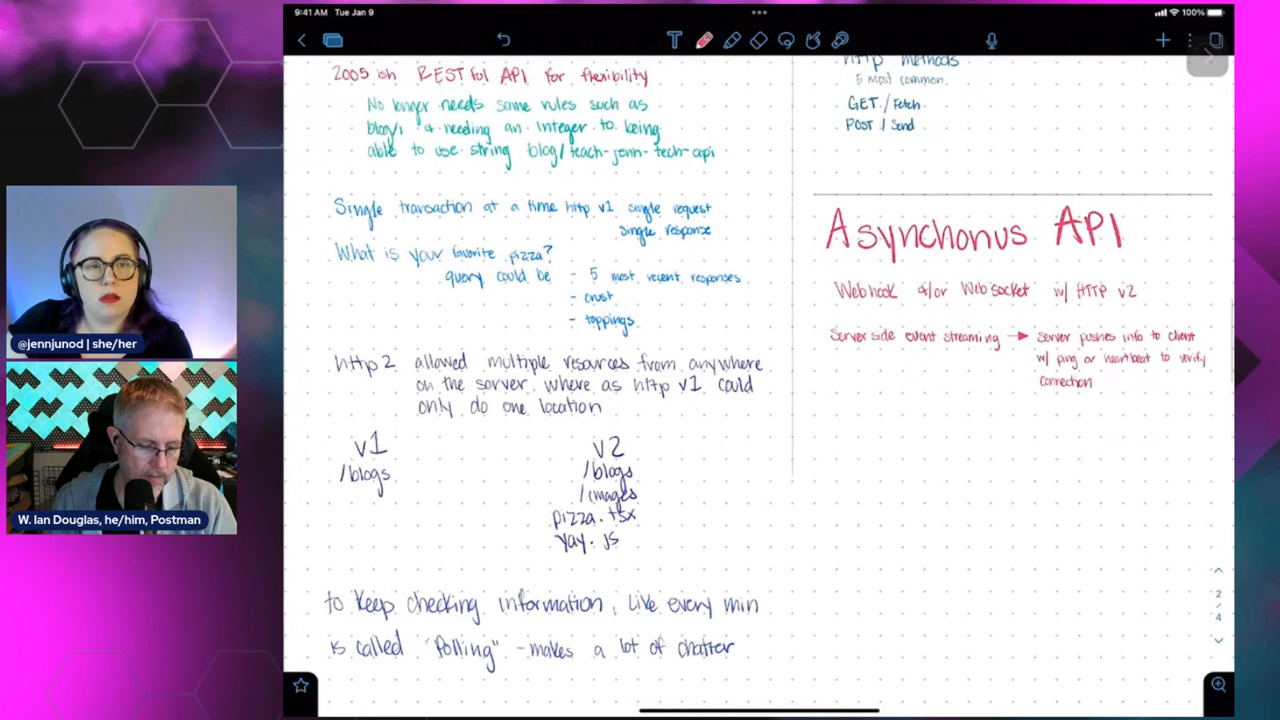 9:41 AM Tue Jan 9
100%
2005 ish RESTful API for flexibility
No longer needs same rules such as
blog/1 & needing an Integer to being
able to use string blog/teach-jenn-tech-api
Single transaction at a time http v1 single request
single response
What is your favorite pizza?
query could be - 5 most recent responses
- crust
- toppings
http2 allowed multiple resources from anywhere
on the server, where as http v1 could
only do one location
v1
/blogs
v2
/blogs
/images
pizza.tsx
yay.js
to keep checking information, like every min
is called "Polling" - makes a lot of chatter
http methods
5 most common.
GET / Fetch
POST / Send
Asynchonus API
Webhook &/or Websocket w/ HTTP v2
Server side event streaming → Server pushes info to client
w/ ping or heartbeat to verify
connection
2
4
@jennjunod | she/her
W. Ian Douglas, he/him, Postman